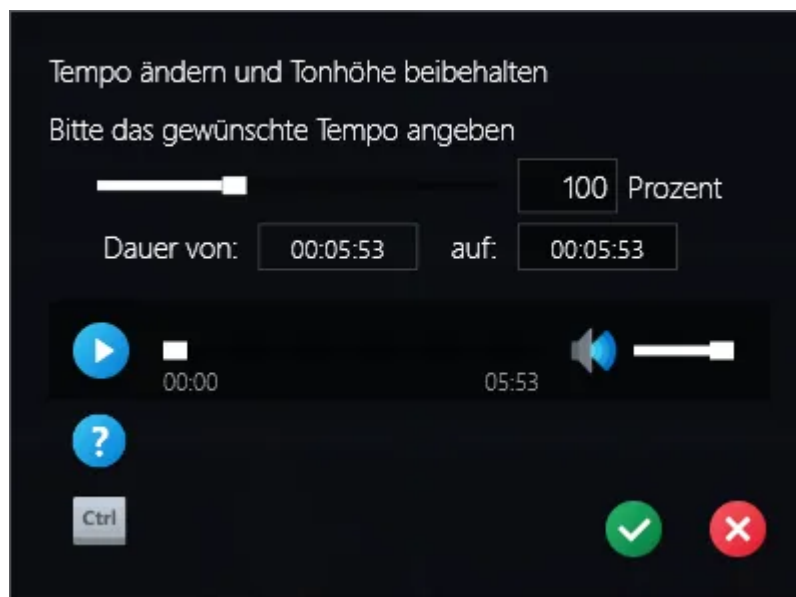 Tempo ändern und Tonhöhe beibehalten
Bitte das gewünschte Tempo angeben
100 Prozent
Dauer von: 00:05:53 auf: 00:05:53
00:00 05:53
?
Ctrl